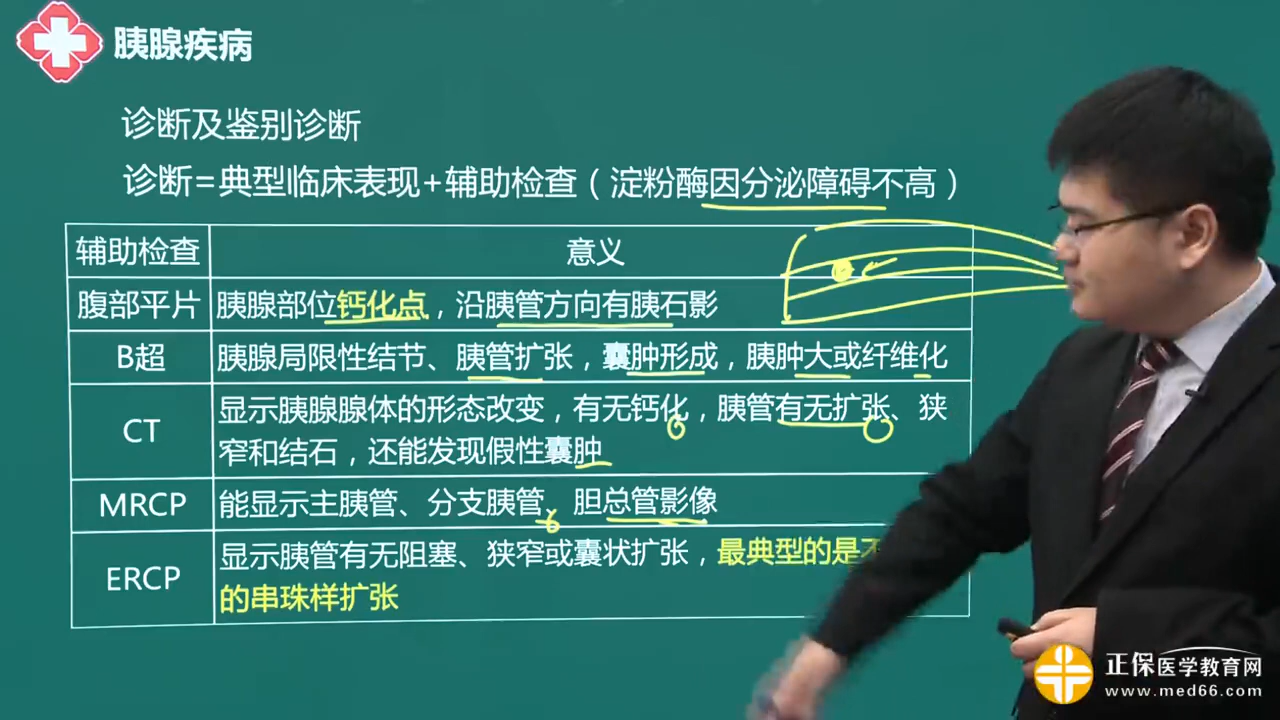 胰腺疾病
诊断及鉴别诊断
诊断=典型临床表现+辅助检查（淀粉酶因分泌障碍不高）
辅助检查 意义
腹部平片 胰腺部位钙化点，沿胰管方向有胰石影
B超 胰腺局限性结节、胰管扩张，囊肿形成，胰肿大或纤维化
CT 显示胰腺腺体的形态改变，有无钙化，胰管有无扩张、狭
窄和结石，还能发现假性囊肿
MRCP 能显示主胰管、分支胰管、胆总管影像
ERCP 显示胰管有无阻塞、狭窄或囊状扩张，最典型的是
的串珠样扩张
正保医学教育网
www.med66.com